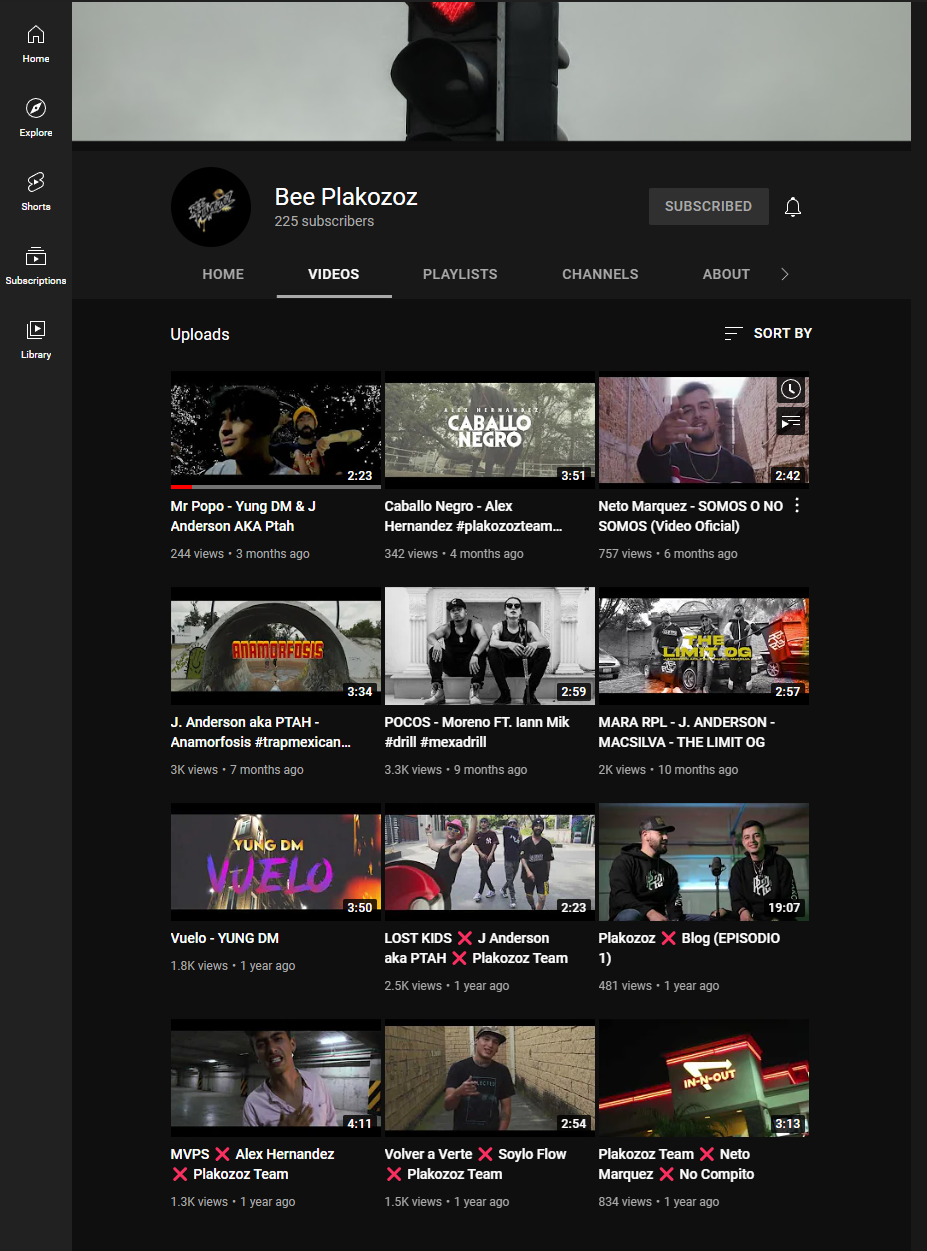 Home
Explore
Shorts
Subscriptions
Library
Bee Plakozoz
225 subscribers
SUBSCRIBED
HOME VIDEOS PLAYLISTS CHANNELS ABOUT
Uploads
SORT BY
2:23
Mr Popo - Yung DM & J
Anderson AKA Ptah
244 views • 3 months ago
ALEX HERNANDEZ
CABALLO
NEGRO
3:51
Caballo Negro - Alex
Hernandez #plakozozteam...
342 views • 4 months ago
2:42
Neto Marquez - SOMOS O NO
SOMOS (Video Oficial)
757 views • 6 months ago
ANAMORFOSIS
3:34
J. Anderson aka PTAH -
Anamorfosis #trapmexican...
3K views • 7 months ago
2:59
POCOS - Moreno FT. Iann Mik
#drill #mexadrill
3.3K views • 9 months ago
THE
LIMIT OG
2:57
MARA RPL - J. ANDERSON -
MACSILVA - THE LIMIT OG
2K views • 10 months ago
YUNG DM
VUELO
3:50
Vuelo - YUNG DM
1.8K views • 1 year ago
2:23
LOST KIDS ❌ J Anderson
aka PTAH ❌ Plakozoz Team
2.5K views • 1 year ago
19:07
Plakozoz ❌ Blog (EPISODIO
1)
481 views • 1 year ago
4:11
MVPS ❌ Alex Hernandez
❌ Plakozoz Team
1.3K views • 1 year ago
2:54
Volver a Verte ❌ Soylo Flow
❌ Plakozoz Team
1.5K views • 1 year ago
IN-N-OUT
3:13
Plakozoz Team ❌ Neto
Marquez ❌ No Compito
834 views • 1 year ago